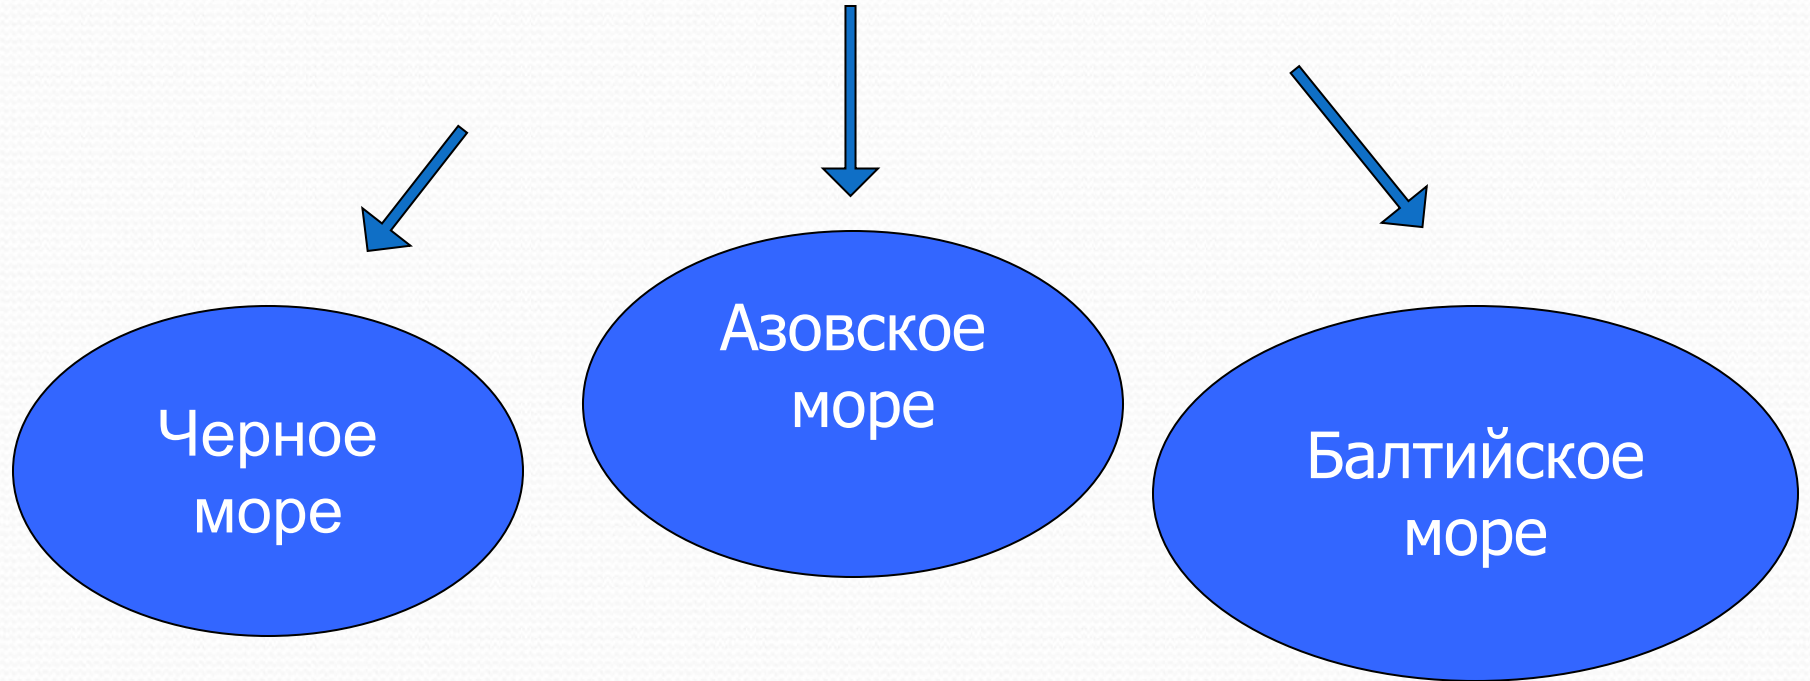 Черное
море
Азовское
море
Балтийское
море